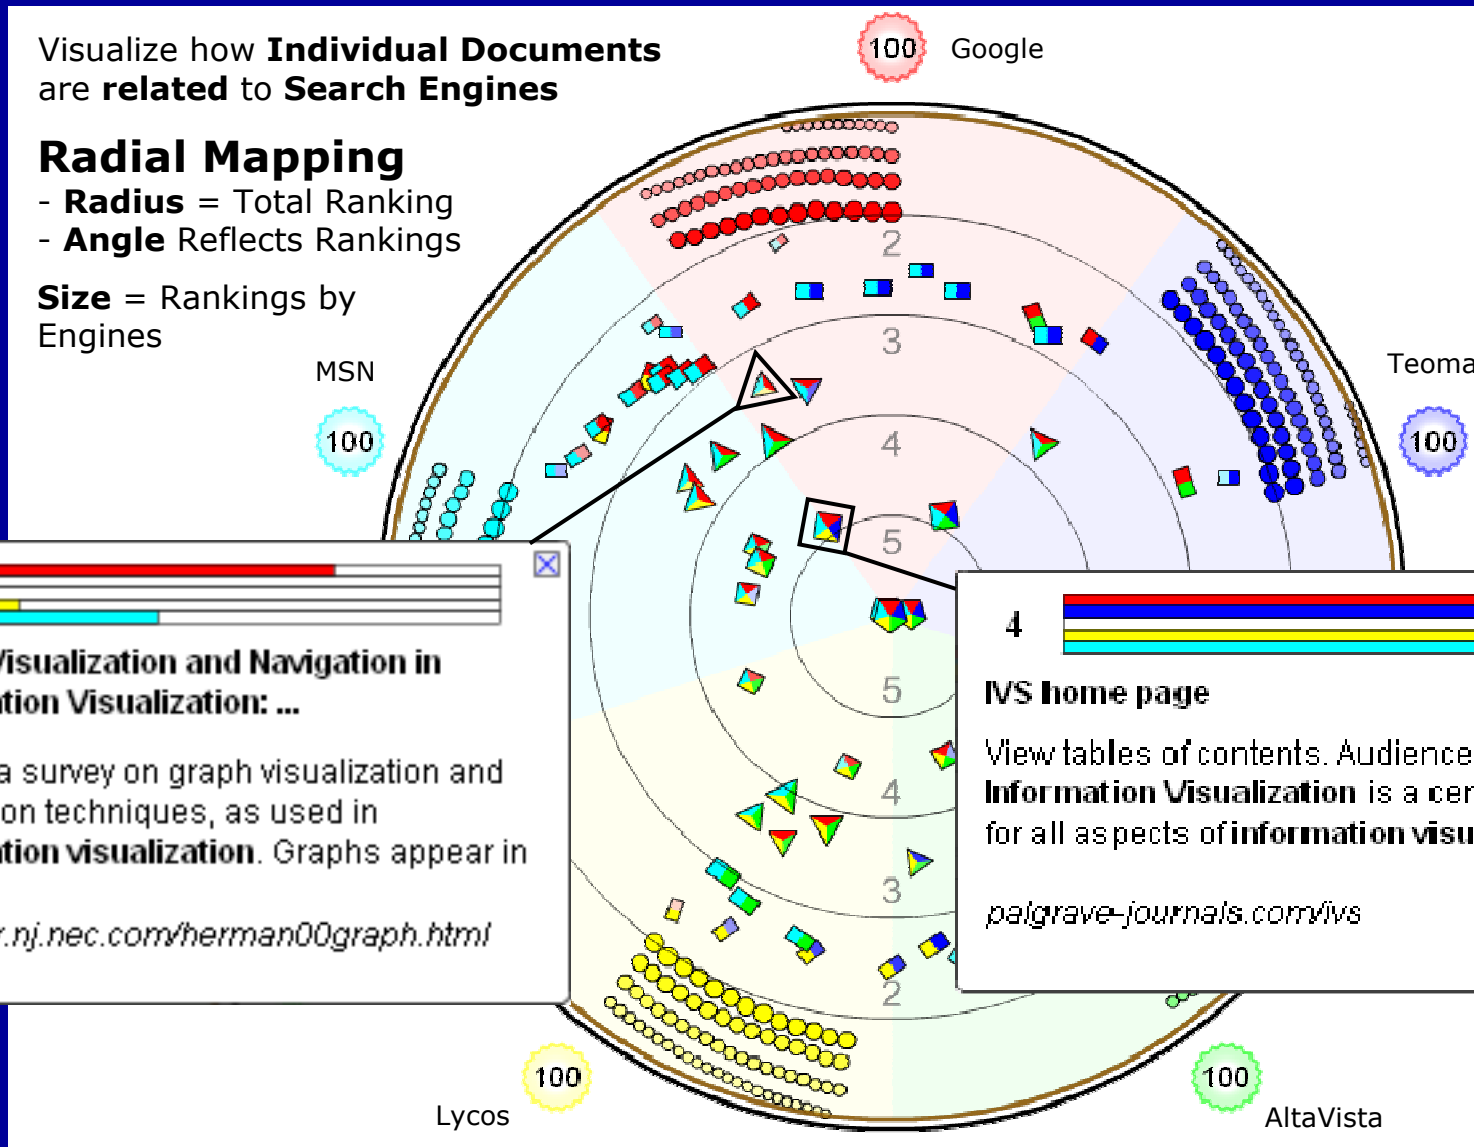 Visualize how Individual Documents
are related to Search Engines
Radial Mapping
- Radius = Total Ranking
- Angle Reflects Rankings
Size = Rankings by
Engines
100 Google
MSN
100
Teoma
100
2
3
4
5
5
4
3
2
Visualization and Navigation in
tion Visualization: ...
a survey on graph visualization and
on techniques, as used in
tion visualization. Graphs appear in
r.nj.nec.com/herman00graph.html
4
IVS home page
View tables of contents. Audience
Information Visualization is a cen
for all aspects of information visu
palgrave-journals.com/ivs
100
Lycos
100
AltaVista